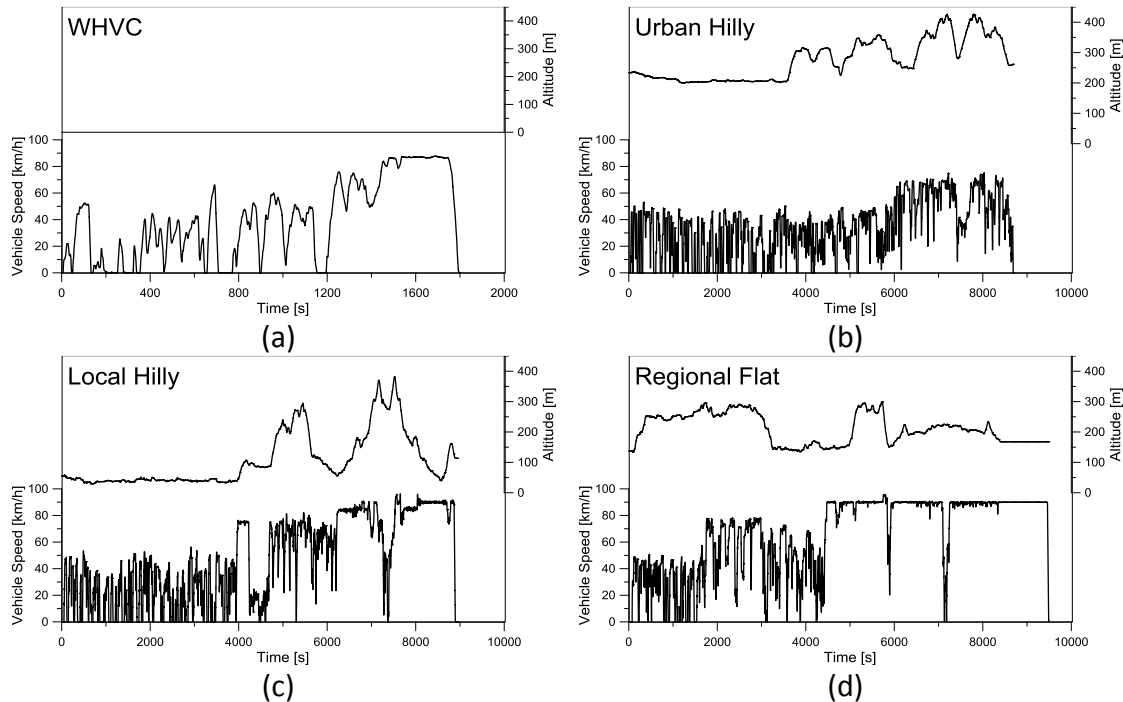 WHVC
400
300
200
100
0
Altitude [m]
100
80
60
40
20
0
Vehicle Speed [km/h]
0 400 800 1200 1600 2000
Time [s]
(a)
Urban Hilly
400
300
200
100
0
Altitude [m]
100
80
60
40
20
0
Vehicle Speed [km/h]
0 2000 4000 6000 8000 10000
Time [s]
(b)
Local Hilly
400
300
200
100
0
Altitude [m]
100
80
60
40
20
0
Vehicle Speed [km/h]
0 2000 4000 6000 8000 10000
Time [s]
(c)
Regional Flat
400
300
200
100
0
Altitude [m]
100
80
60
40
20
0
Vehicle Speed [km/h]
0 2000 4000 6000 8000 10000
Time [s]
(d)